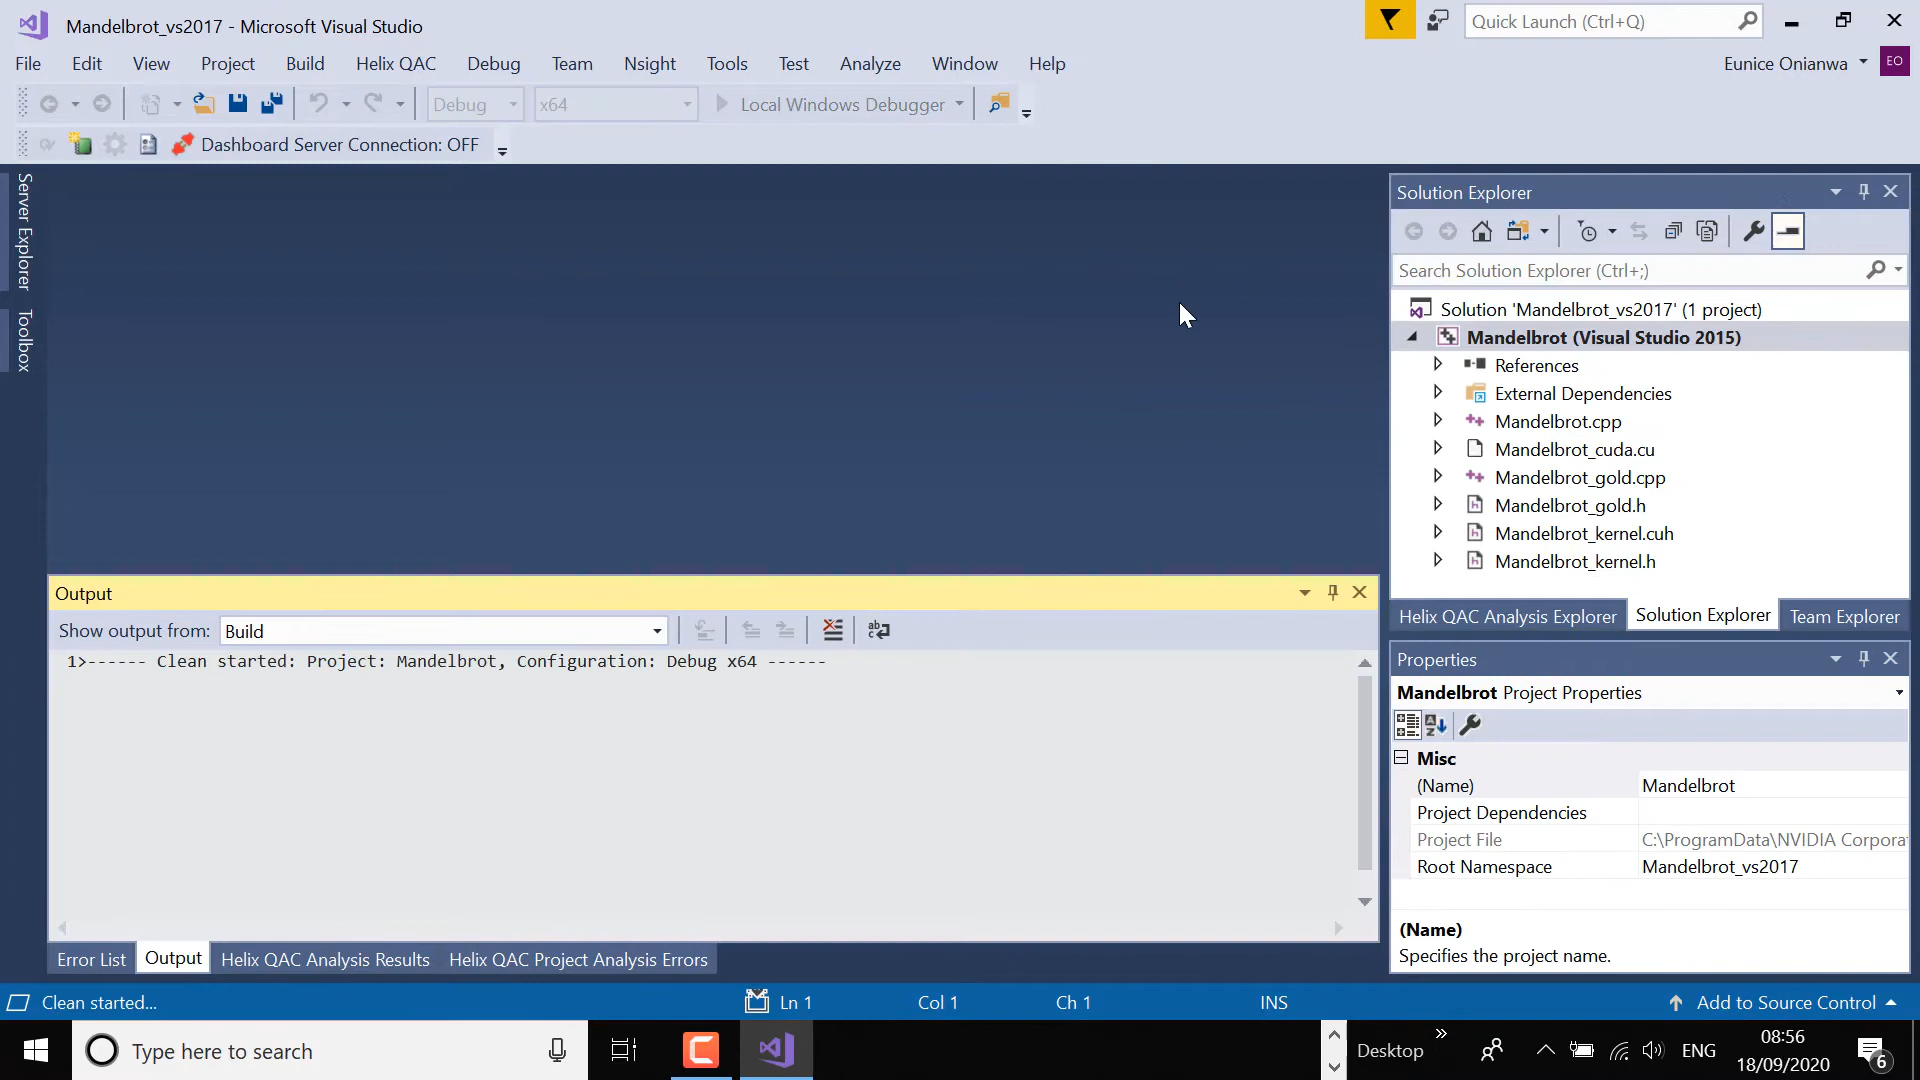 Mandelbrot_vs2017 - Microsoft Visual Studio
Quick Launch (Ctrl+Q)
File Edit View Project Build Helix QAC Debug Team Nsight Tools Test Analyze Window Help
Eunice Onianwa EO
Debug x64 Local Windows Debugger
Dashboard Server Connection: OFF
Server Explorer
Toolbox
Solution Explorer
Search Solution Explorer (Ctrl+;)
Solution 'Mandelbrot_vs2017' (1 project)
Mandelbrot (Visual Studio 2015)
References
External Dependencies
Mandelbrot.cpp
Mandelbrot_cuda.cu
Mandelbrot_gold.cpp
Mandelbrot_gold.h
Mandelbrot_kernel.cuh
Mandelbrot_kernel.h
Helix QAC Analysis Explorer Solution Explorer Team Explorer
Output
Show output from: Build
1>------ Clean started: Project: Mandelbrot, Configuration: Debug x64 ------
Properties
Mandelbrot Project Properties
Misc
(Name) Mandelbrot
Project Dependencies
Project File C:\ProgramData\NVIDIA Corpora
Root Namespace Mandelbrot_vs2017
(Name)
Specifies the project name.
Error List Output Helix QAC Analysis Results Helix QAC Project Analysis Errors
Clean started... Ln 1 Col 1 Ch 1 INS Add to Source Control
Type here to search
Desktop
ENG
08:56
18/09/2020
6